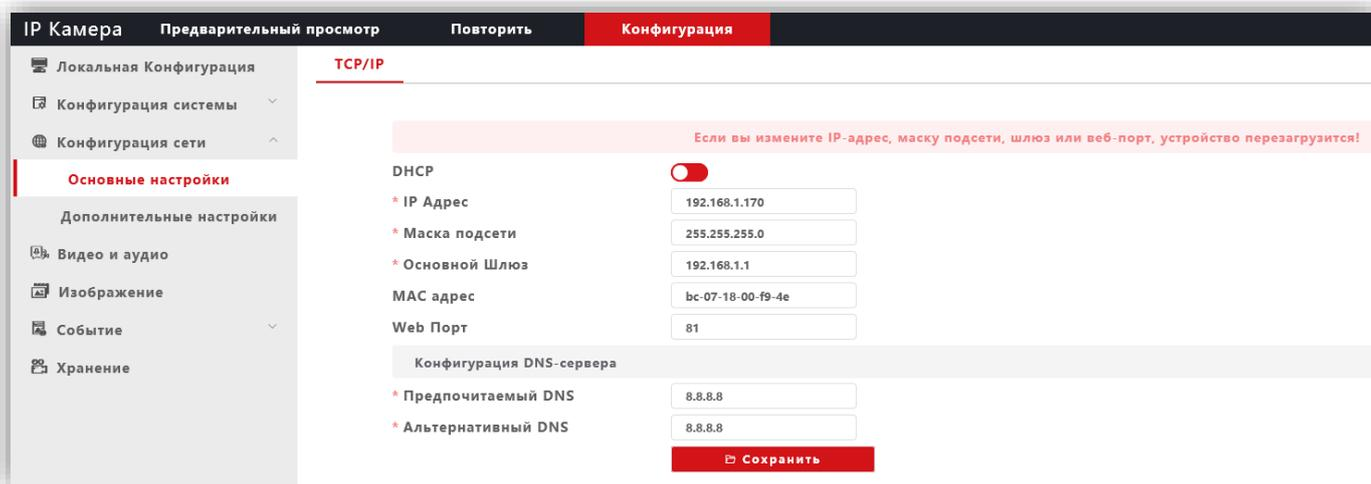 IP Камера Предварительный просмотр Повторить Конфигурация
Локальная Конфигурация
Конфигурация системы
Конфигурация сети
Основные настройки
Дополнительные настройки
Видео и аудио
Изображение
Событие
Хранение
TCP/IP
Если вы измените IP-адрес, маску подсети, шлюз или веб-порт, устройство перезагрузится!
DHCP
* IP Адрес 192.168.1.170
* Маска подсети 255.255.255.0
* Основной Шлюз 192.168.1.1
MAC адрес bc-07-18-00-f9-4e
Web Порт 81
Конфигурация DNS-сервера
* Предпочитаемый DNS 8.8.8.8
* Альтернативный DNS 8.8.8.8
Сохранить